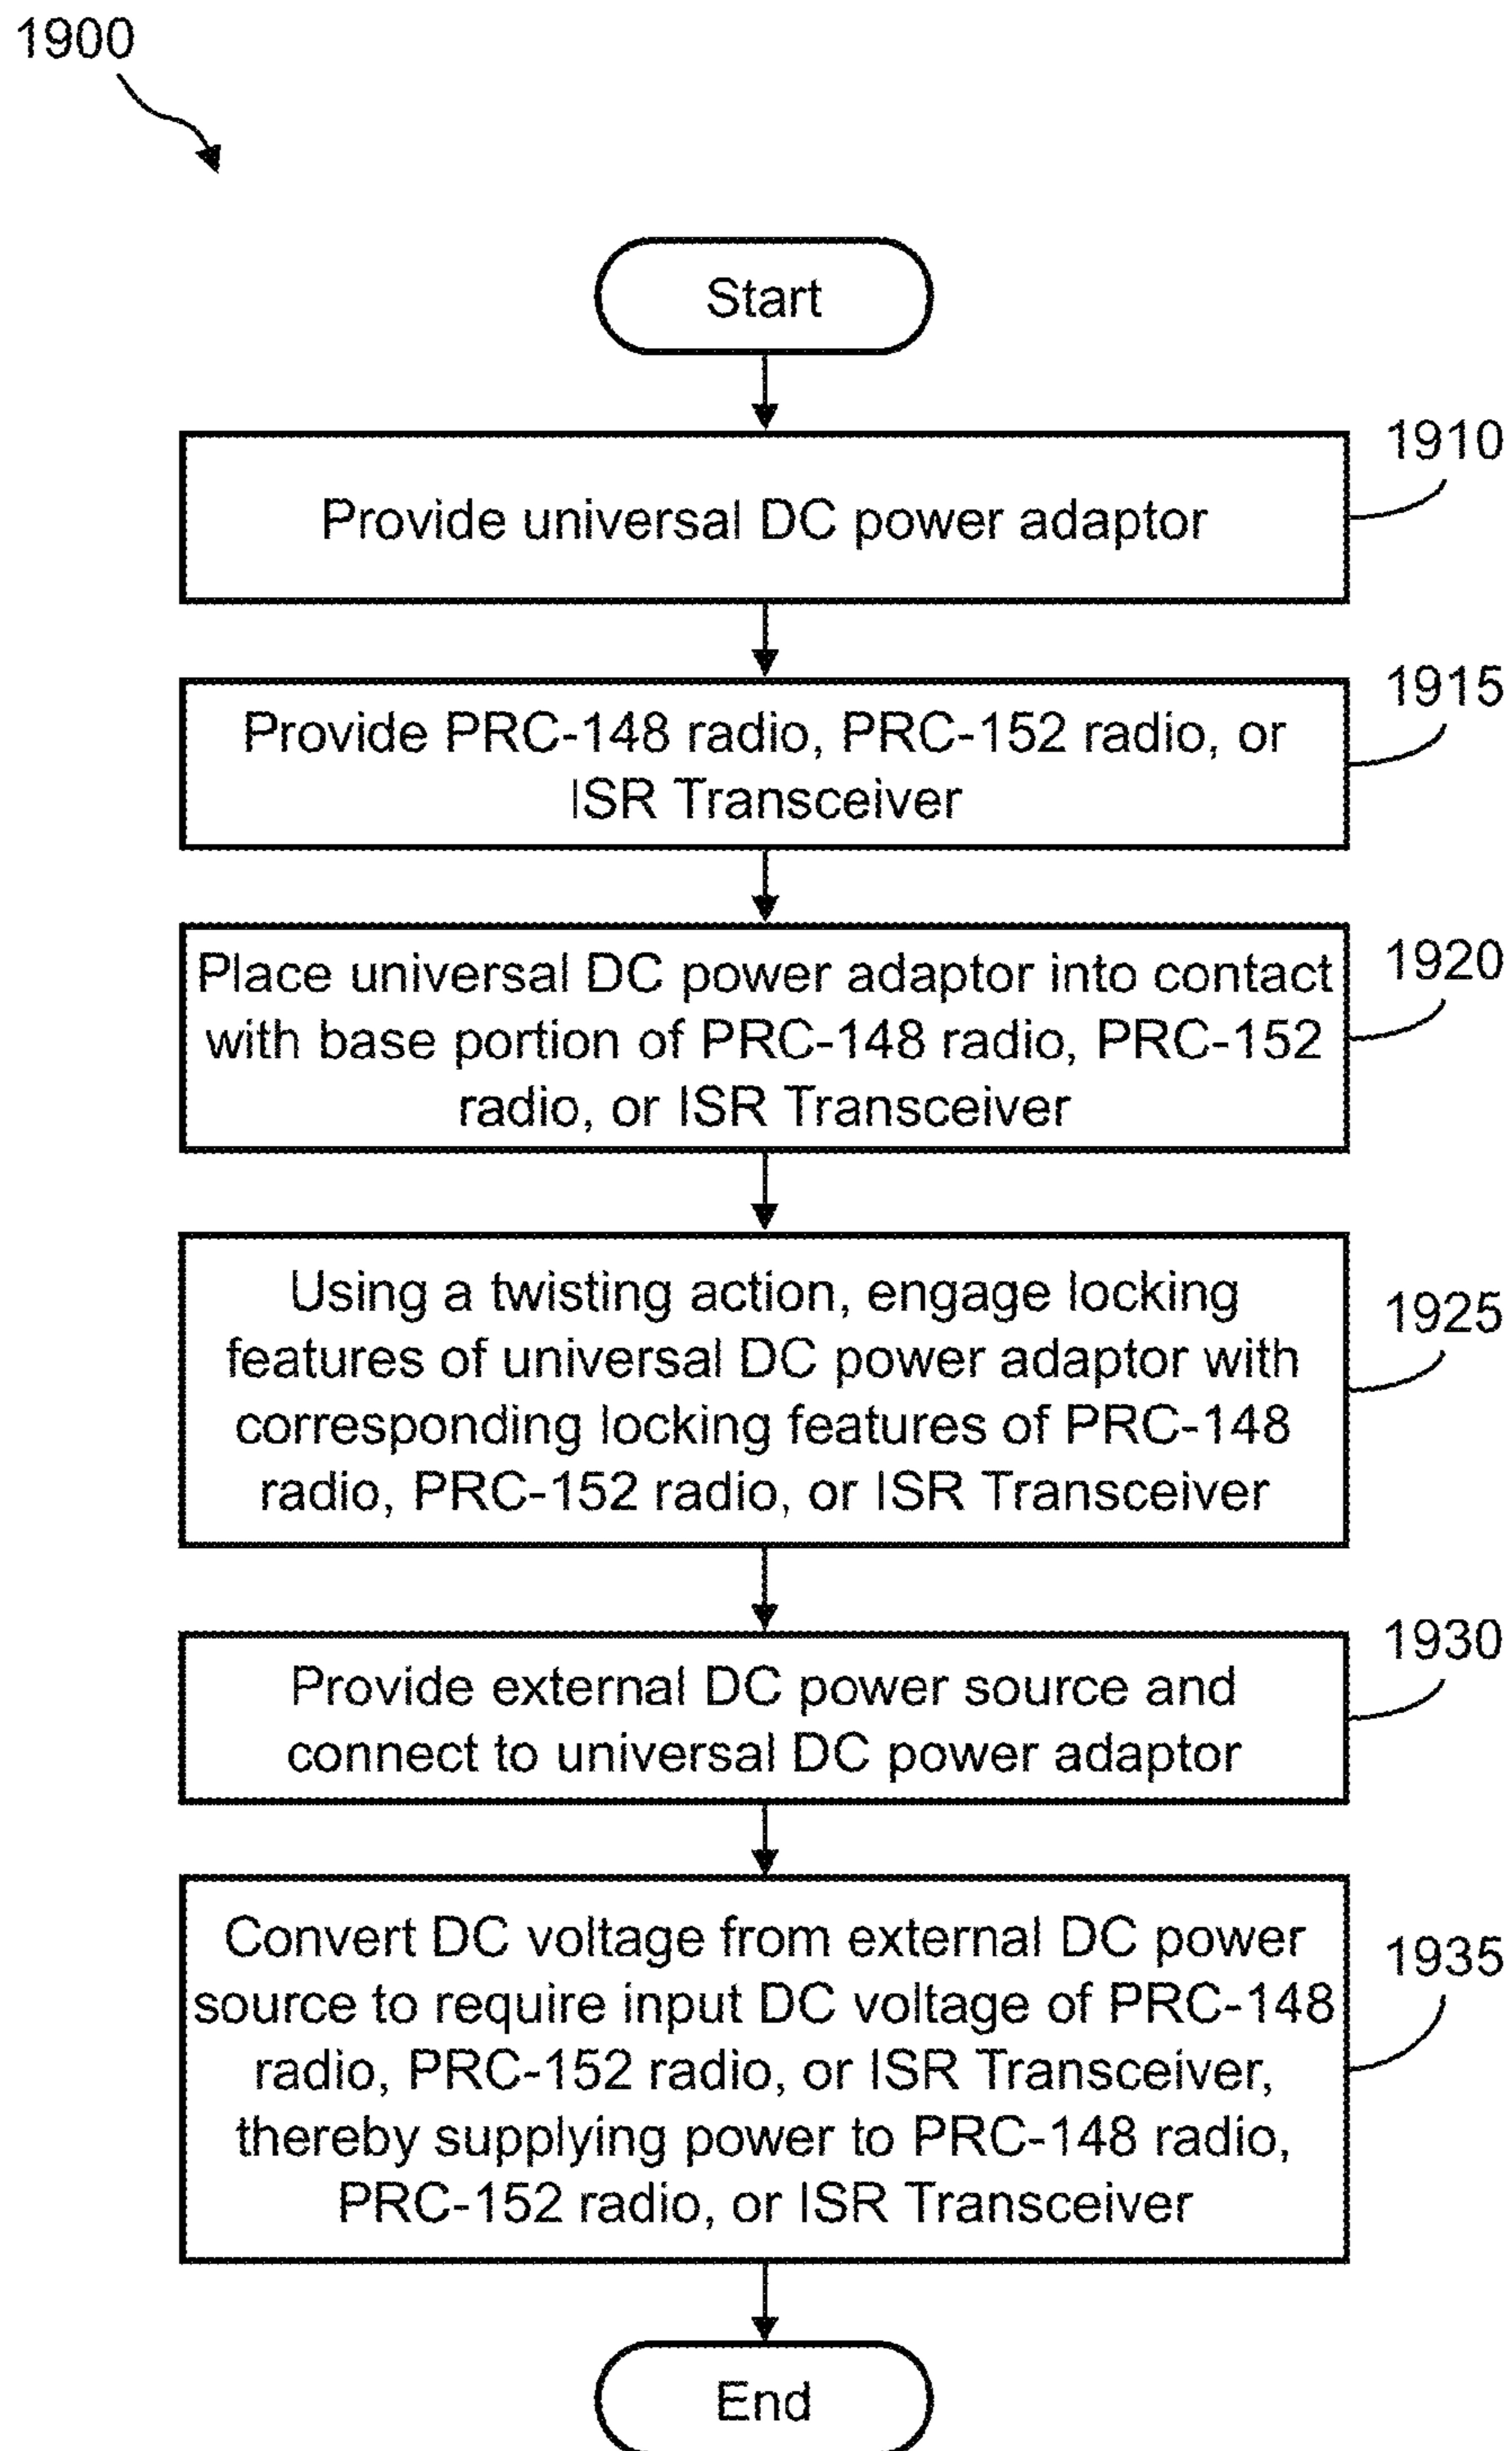 1900
Start
1910
Provide universal DC power adaptor
1915
Provide PRC-148 radio, PRC-152 radio, or
ISR Transceiver
1920
Place universal DC power adaptor into contact
with base portion of PRC-148 radio, PRC-152
radio, or ISR Transceiver
1925
Using a twisting action, engage locking
features of universal DC power adaptor with
corresponding locking features of PRC-148
radio, PRC-152 radio, or ISR Transceiver
1930
Provide external DC power source and
connect to universal DC power adaptor
1935
Convert DC voltage from external DC power
source to require input DC voltage of PRC-148
radio, PRC-152 radio, or ISR Transceiver,
thereby supplying power to PRC-148 radio,
PRC-152 radio, or ISR Transceiver
End